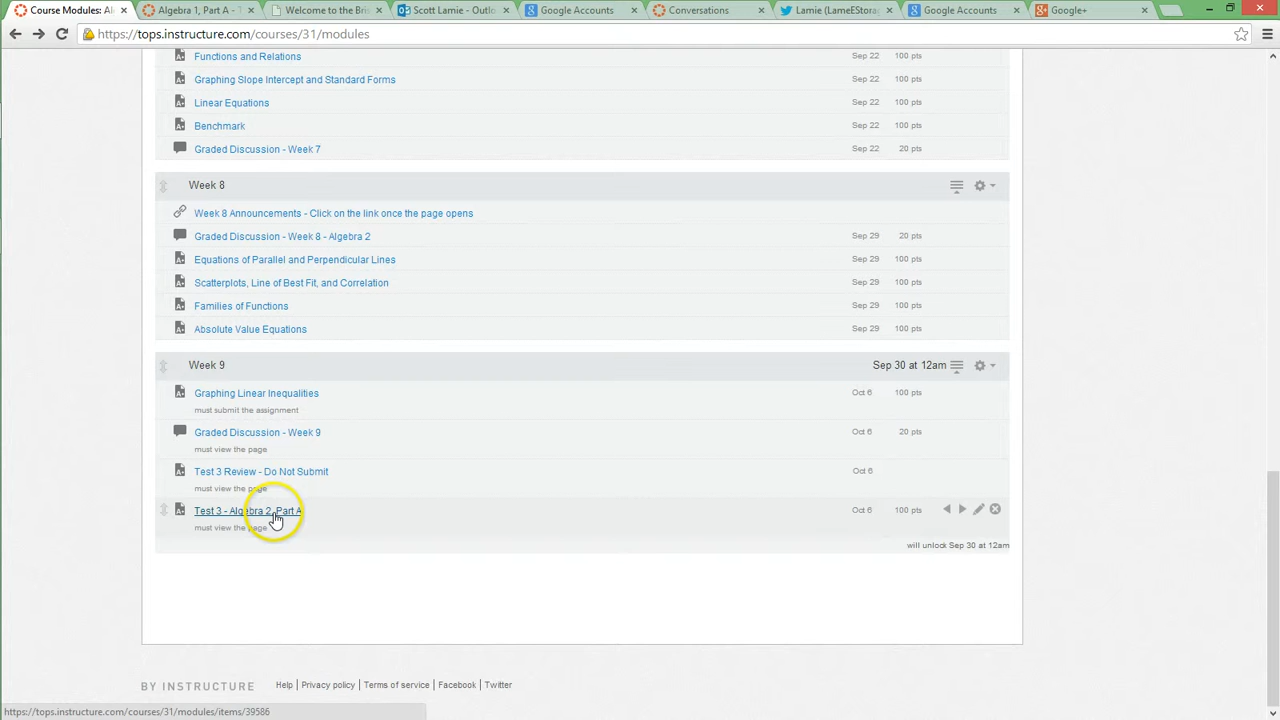 Course Modules: Al
Algebra 1, Part A -
Welcome to the Bris
Scott Lamie - Outlo
Google Accounts
Conversations
Lamie (LameEStorag
Google Accounts
Google+
https://tops.instructure.com/courses/31/modules
Functions and Relations Sep 22 100 pts
Graphing Slope Intercept and Standard Forms Sep 22 100 pts
Linear Equations Sep 22 100 pts
Benchmark Sep 22 100 pts
Graded Discussion - Week 7 Sep 22 20 pts
Week 8
Week 8 Announcements - Click on the link once the page opens
Graded Discussion - Week 8 - Algebra 2 Sep 29 20 pts
Equations of Parallel and Perpendicular Lines Sep 29 100 pts
Scatterplots, Line of Best Fit, and Correlation Sep 29 100 pts
Families of Functions Sep 29 100 pts
Absolute Value Equations Sep 29 100 pts
Week 9 Sep 30 at 12am
Graphing Linear Inequalities Oct 6 100 pts
must submit the assignment
Graded Discussion - Week 9 Oct 6 20 pts
must view the page
Test 3 Review - Do Not Submit Oct 6
must view the page
Test 3 - Algebra 2, Part A Oct 6 100 pts
must view the page
will unlock Sep 30 at 12am
BY INSTRUCTURE Help | Privacy policy | Terms of service | Facebook | Twitter
https://tops.instructure.com/courses/31/modules/items/39586